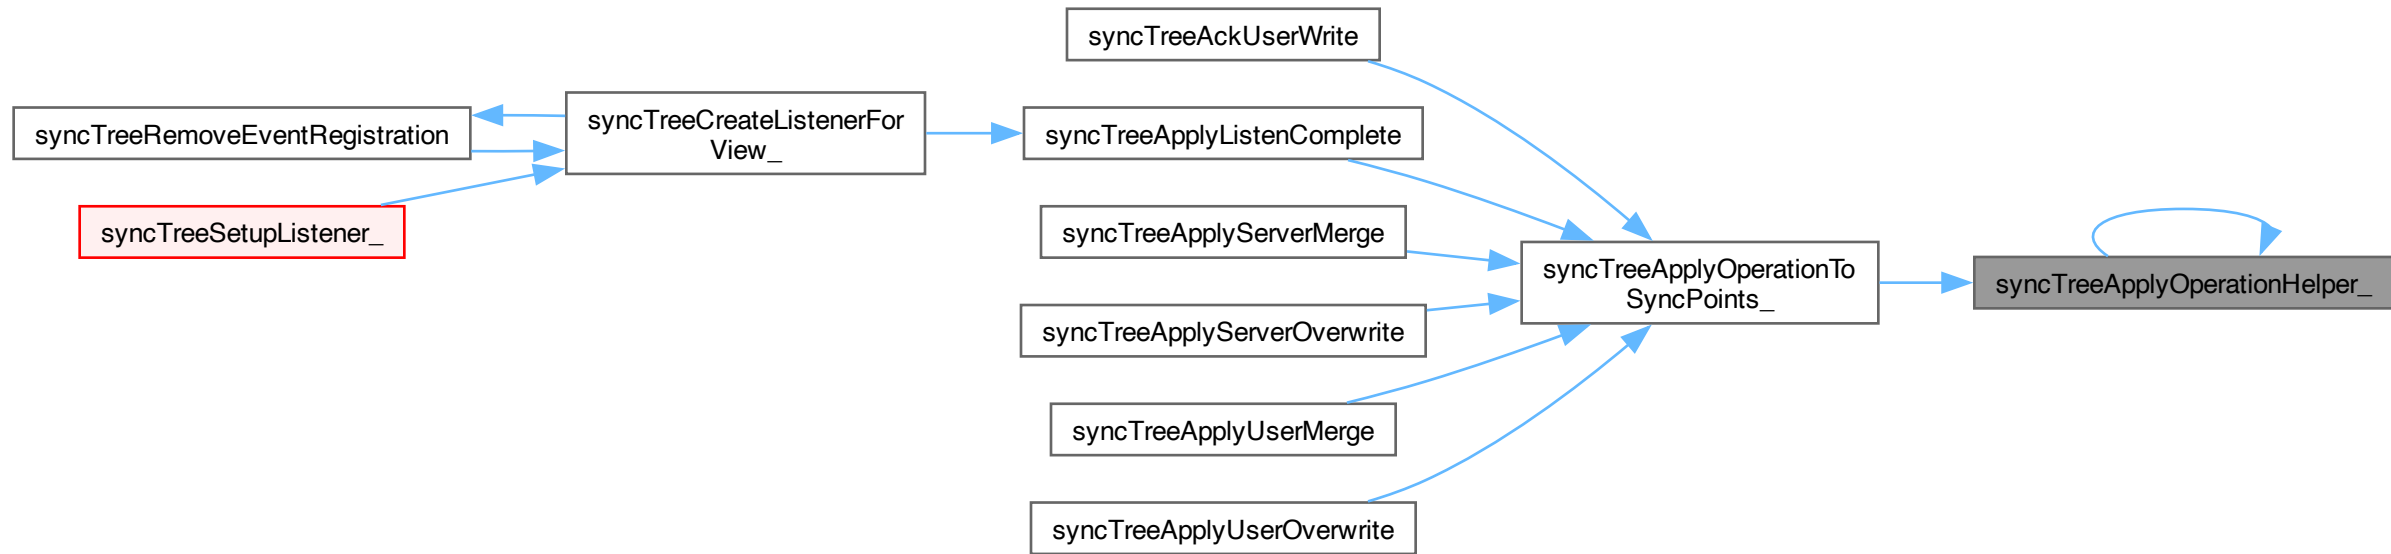 syncTreeRemoveEventRegistration
syncTreeSetupListener_
syncTreeCreateListenerFor
View_
syncTreeAckUserWrite
syncTreeApplyListenComplete
syncTreeApplyServerMerge
syncTreeApplyServerOverwrite
syncTreeApplyUserMerge
syncTreeApplyUserOverwrite
syncTreeApplyOperationTo
SyncPoints_
syncTreeApplyOperationHelper_